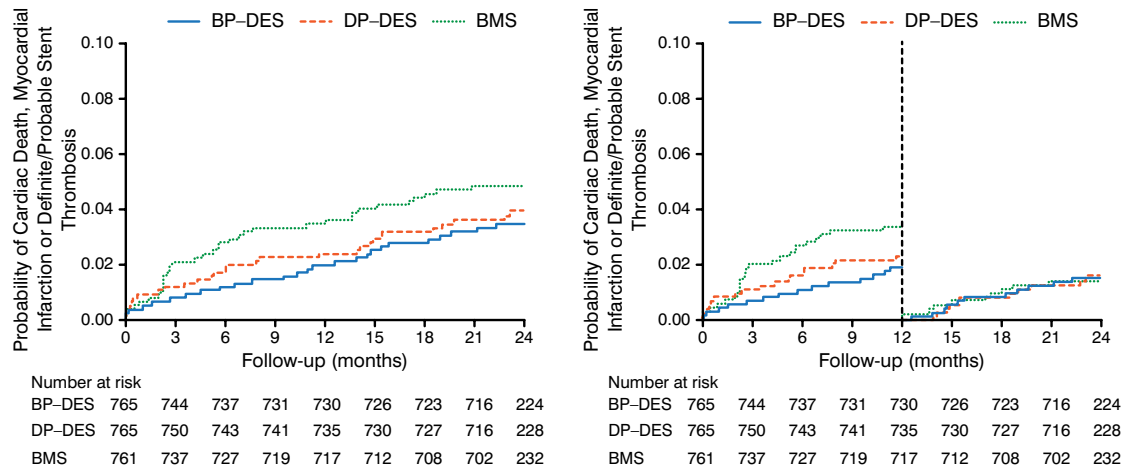 BP–DES DP–DES BMS
Probability of Cardiac Death, Myocardial
Infarction or Definite/Probable Stent
Thrombosis
0.10
0.08
0.06
0.04
0.02
0.00
0 3 6 9 12 15 18 21 24
Follow-up (months)
Number at risk
BP–DES 765 744 737 731 730 726 723 716 224
DP–DES 765 750 743 741 735 730 727 716 228
BMS 761 737 727 719 717 712 708 702 232
BP–DES DP–DES BMS
Probability of Cardiac Death, Myocardial
Infarction or Definite/Probable Stent
Thrombosis
0.10
0.08
0.06
0.04
0.02
0.00
0 3 6 9 12 15 18 21 24
Follow-up (months)
Number at risk
BP–DES 765 744 737 731 730 726 723 716 224
DP–DES 765 750 743 741 735 730 727 716 228
BMS 761 737 727 719 717 712 708 702 232